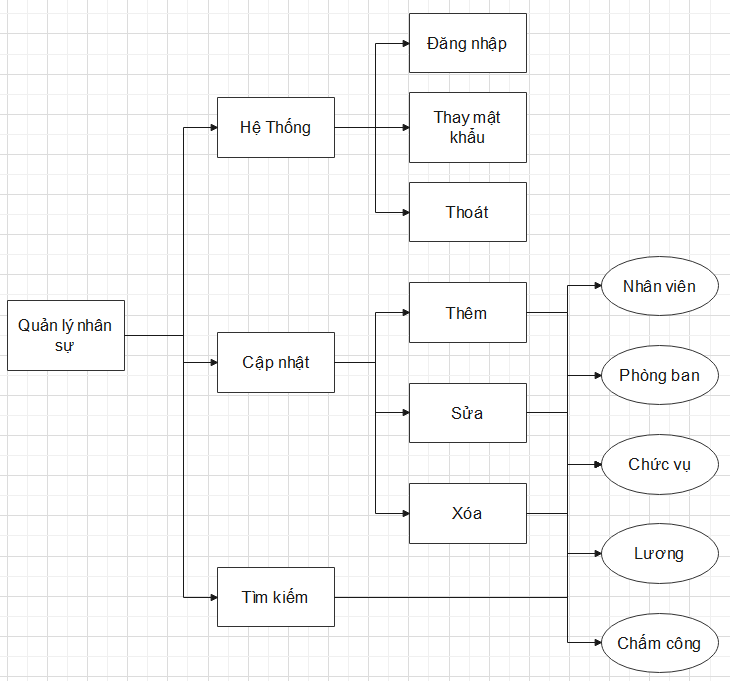 Đăng nhập
Hệ Thống
Thay mật
khẩu
Thoát
Quản lý nhân
sự
Cập nhật
Thêm
Sửa
Xóa
Tìm kiếm
Nhân viên
Phòng ban
Chức vụ
Lương
Chấm công